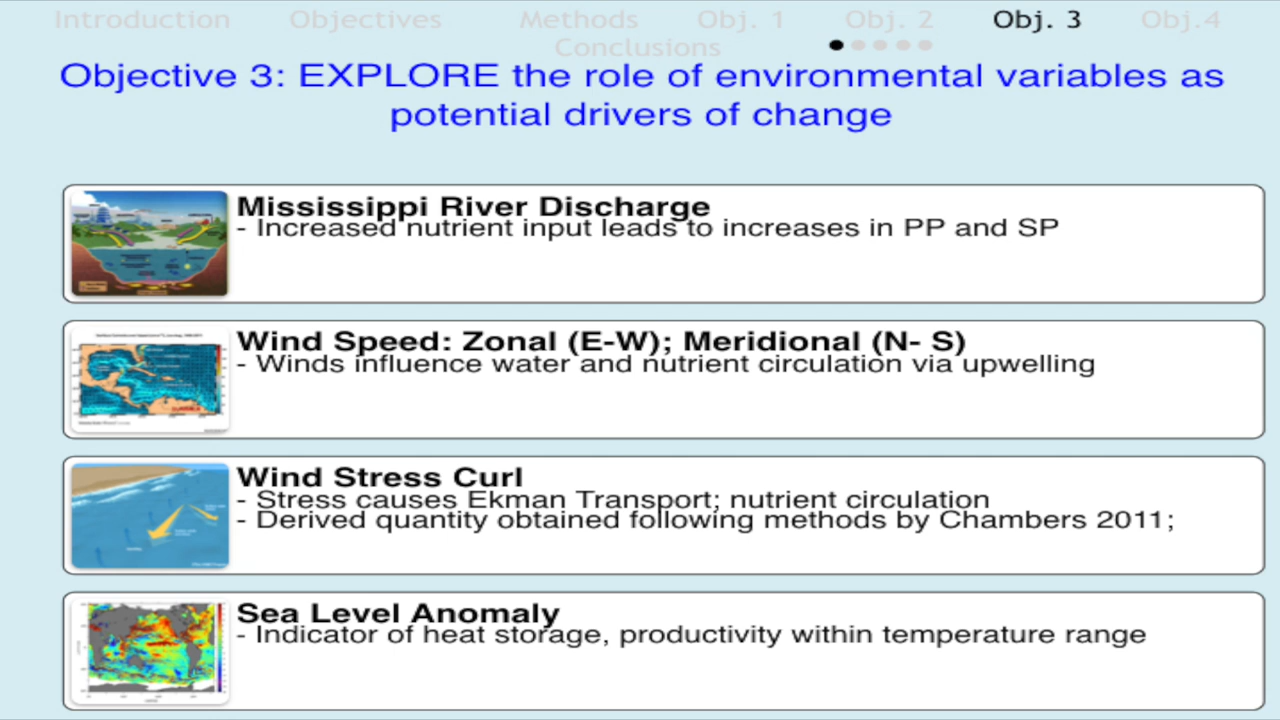 Introduction Objectives Methods Obj. 1 Obj. 2 Obj. 3 Obj.4
Conclusions
Objective 3: EXPLORE the role of environmental variables as
potential drivers of change
Mississippi River Discharge
- Increased nutrient input leads to increases in PP and SP
Wind Speed: Zonal (E-W); Meridional (N- S)
- Winds influence water and nutrient circulation via upwelling
Wind Stress Curl
- Stress causes Ekman Transport; nutrient circulation
- Derived quantity obtained following methods by Chambers 2011;
Sea Level Anomaly
- Indicator of heat storage, productivity within temperature range